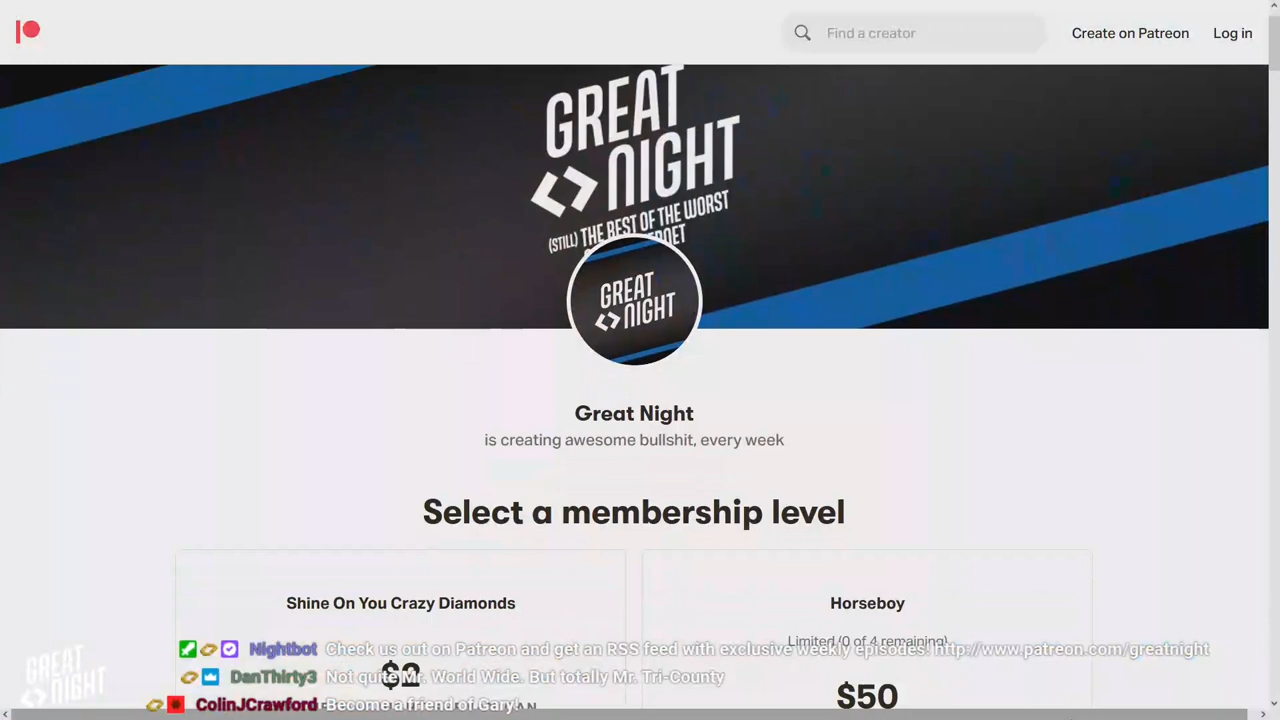 Find a creator
Create on Patreon
Log in
GREAT
NIGHT
(STILL) THE BEST OF THE WORST
GREAT
NIGHT
Great Night
is creating awesome bullshit, every week
Select a membership level
Shine On You Crazy Diamonds
Horseboy
Limited (0 of 4 remaining)
$2
$50
Nightbot Check us out on Patreon and get an RSS feed with exclusive weekly episodes: http://www.patreon.com/greatnight
DanThirty3 Not quite Mr. World Wide. But totally Mr. Tri-County
ColinJCrawford Become a friend of Gary!
GREAT
NIGHT